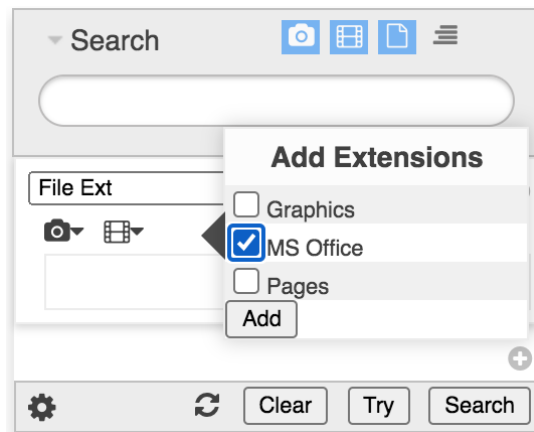 Search
Add Extensions
File Ext
Graphics
MS Office
Pages
Add
Clear
Try
Search